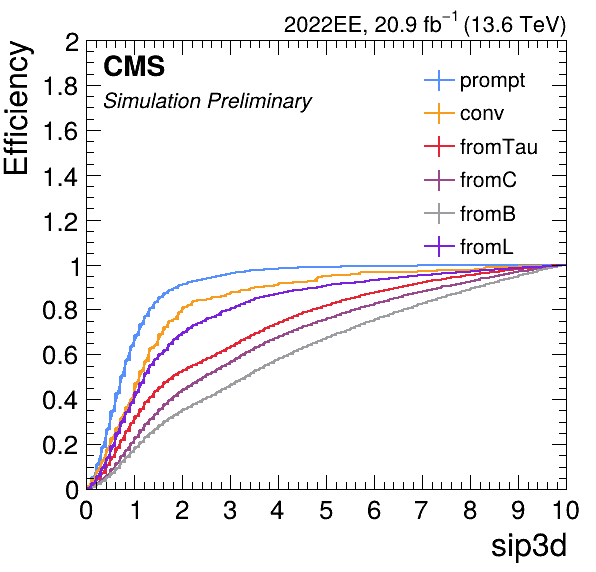 2022EE, 20.9 fb⁻¹ (13.6 TeV)
CMS
Simulation Preliminary
Efficiency
2
1.8
1.6
1.4
1.2
1
0.8
0.6
0.4
0.2
0
prompt
conv
fromTau
fromC
fromB
fromL
0 1 2 3 4 5 6 7 8 9 10
sip3d